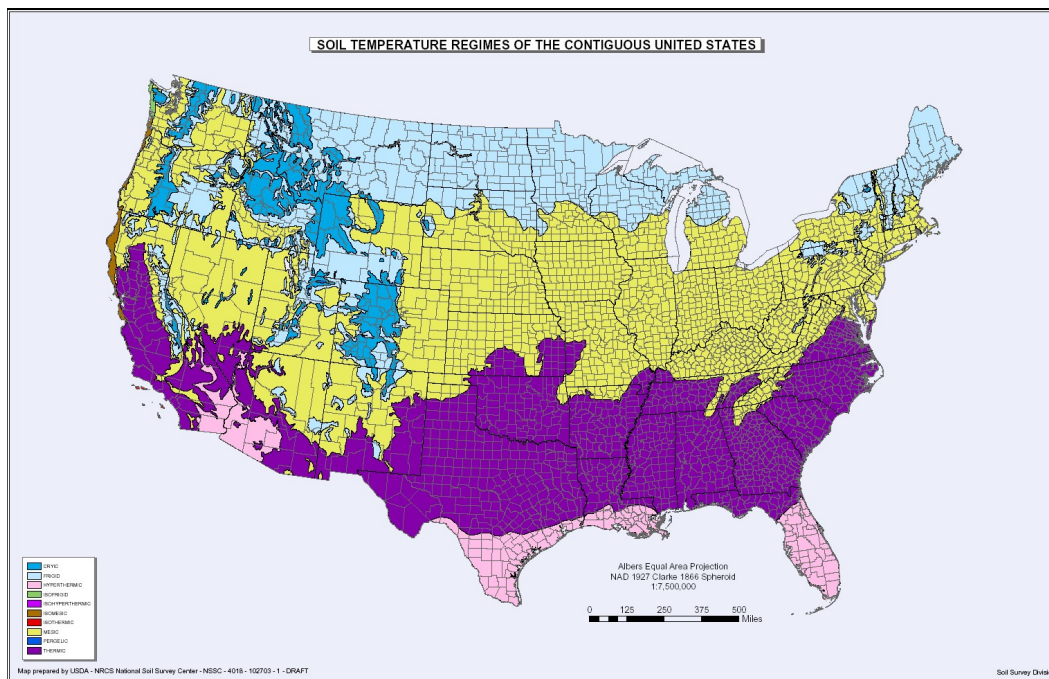 SOIL TEMPERATURE REGIMES OF THE CONTIGUOUS UNITED STATES
CRYIC
FRIGID
HYPERTHERMIC
ISOFRIGID
ISOHYPERTHERMIC
ISOMESIC
ISOTHERMIC
MESIC
PERGELIC
THERMIC
Albers Equal Area Projection
NAD 1927 Clarke 1866 Spheroid
1:7,500,000
0 125 250 375 500
Miles
Map prepared by USDA - NRCS National Soil Survey Center - NSSC - 4018 - 102703 - 1 - DRAFT
Soil Survey Divisi